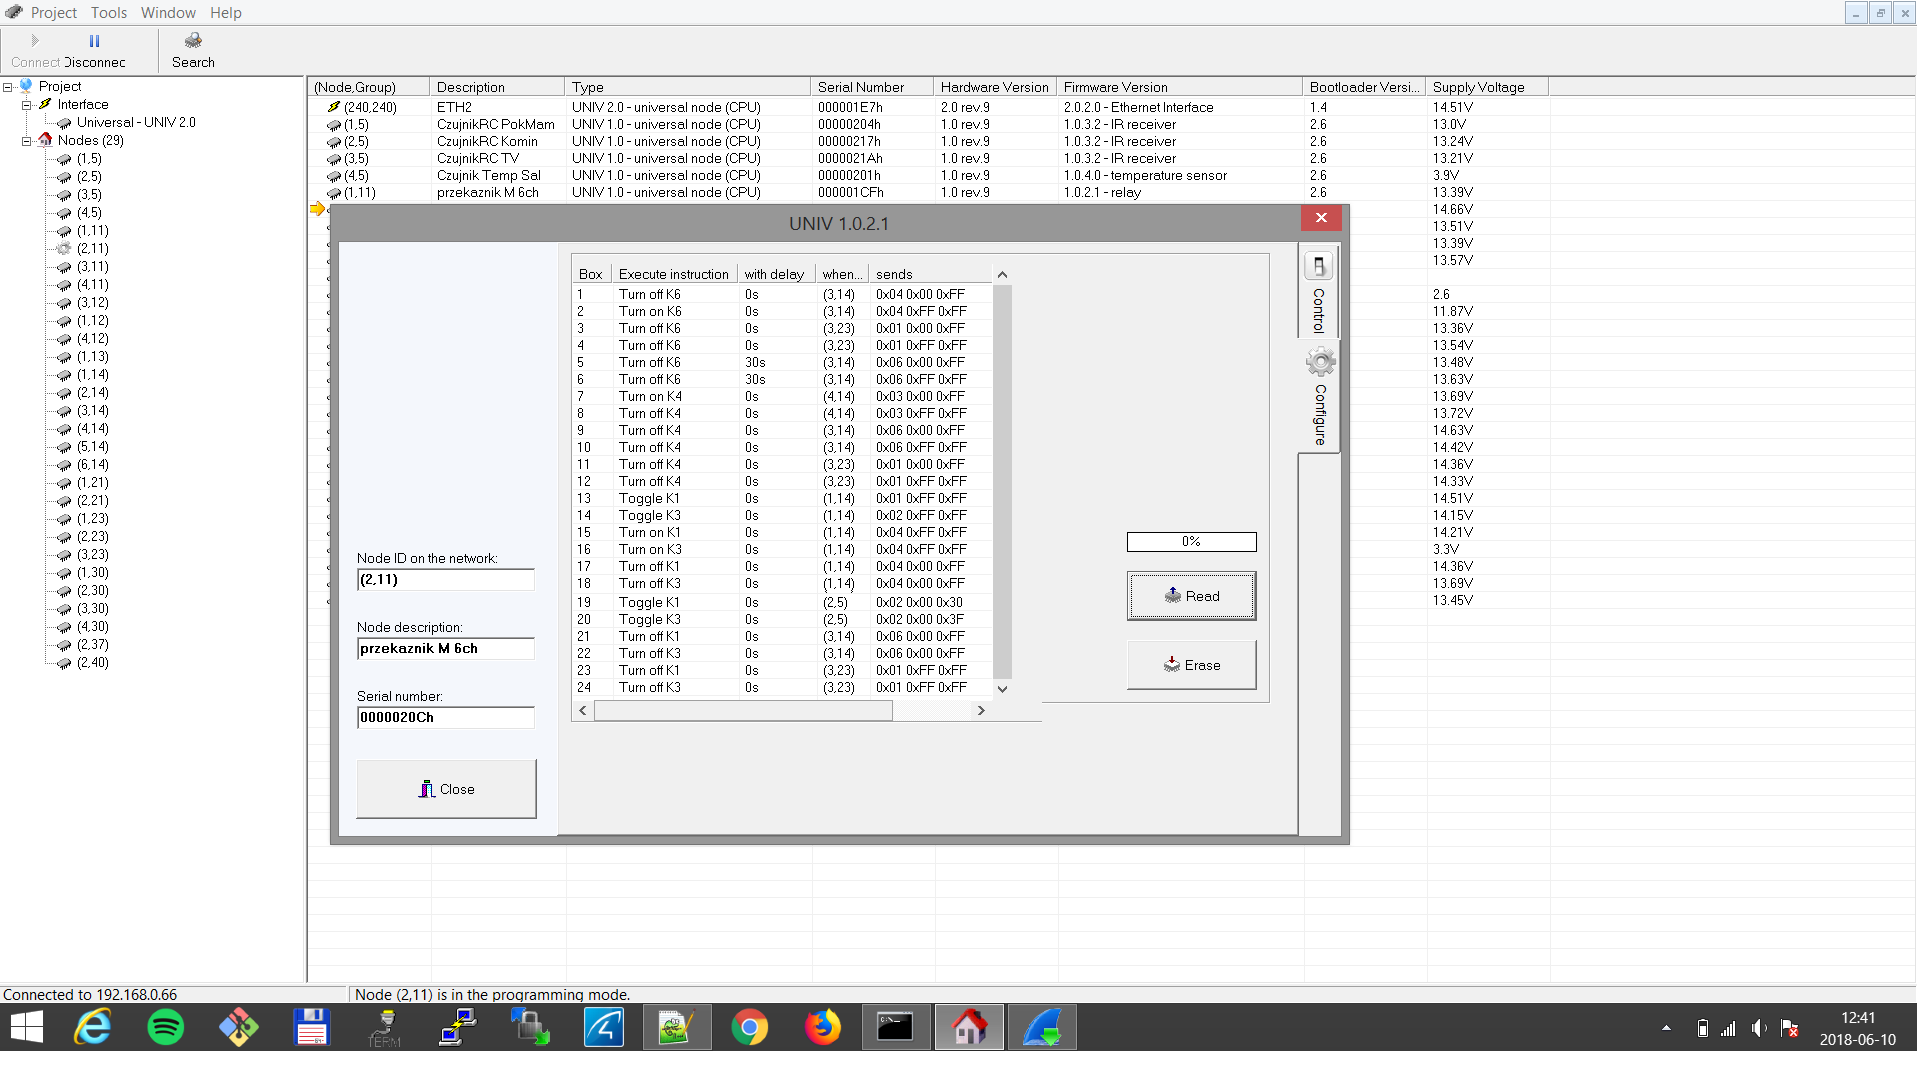 Project Tools Window Help
Connect Disconnec Search
Project
Interface
Universal - UNIV 2.0
Nodes (29)
(1,5)
(2,5)
(3,5)
(4,5)
(1,11)
(2,11)
(3,11)
(4,11)
(3,12)
(1,12)
(4,12)
(1,13)
(1,14)
(2,14)
(3,14)
(4,14)
(5,14)
(6,14)
(1,21)
(2,21)
(1,23)
(2,23)
(3,23)
(1,30)
(2,30)
(3,30)
(4,30)
(2,37)
(2,40)
(Node,Group) Description Type Serial Number Hardware Version Firmware Version Bootloader Versi... Supply Voltage
(240,240) ETH2 UNIV 2.0 - universal node (CPU) 000001E7h 2.0 rev.9 2.0.2.0 - Ethernet Interface 1.4 14.51V
(1,5) CzujnikRC PokMam UNIV 1.0 - universal node (CPU) 00000204h 1.0 rev.9 1.0.3.2 - IR receiver 2.6 13.0V
(2,5) CzujnikRC Komin UNIV 1.0 - universal node (CPU) 00000217h 1.0 rev.9 1.0.3.2 - IR receiver 2.6 13.24V
(3,5) CzujnikRC TV UNIV 1.0 - universal node (CPU) 0000021Ah 1.0 rev.9 1.0.3.2 - IR receiver 2.6 13.21V
(4,5) Czujnik Temp Sal UNIV 1.0 - universal node (CPU) 00000201h 1.0 rev.9 1.0.4.0 - temperature sensor 2.6 3.9V
(1,11) przekaznik M 6ch UNIV 1.0 - universal node (CPU) 000001CFh 1.0 rev.9 1.0.2.1 - relay 2.6 13.39V
14.66V
13.51V
13.39V
13.57V
2.6
11.87V
13.36V
13.54V
13.48V
13.63V
13.69V
13.72V
14.63V
14.42V
14.36V
14.33V
14.51V
14.15V
14.21V
3.3V
14.36V
13.69V
13.45V
UNIV 1.0.2.1
Node ID on the network:
(2,11)
Node description:
przekaznik M 6ch
Serial number:
0000020Ch
Close
Box Execute instruction with delay when... sends
1 Turn off K6 0s (3,14) 0x04 0x00 0xFF
2 Turn on K6 0s (3,14) 0x04 0xFF 0xFF
3 Turn off K6 0s (3,23) 0x01 0x00 0xFF
4 Turn off K6 0s (3,23) 0x01 0xFF 0xFF
5 Turn off K6 30s (3,14) 0x06 0x00 0xFF
6 Turn off K6 30s (3,14) 0x06 0xFF 0xFF
7 Turn on K4 0s (4,14) 0x03 0x00 0xFF
8 Turn off K4 0s (4,14) 0x03 0xFF 0xFF
9 Turn off K4 0s (3,14) 0x06 0x00 0xFF
10 Turn off K4 0s (3,14) 0x06 0xFF 0xFF
11 Turn off K4 0s (3,23) 0x01 0x00 0xFF
12 Turn off K4 0s (3,23) 0x01 0xFF 0xFF
13 Toggle K1 0s (1,14) 0x01 0xFF 0xFF
14 Toggle K3 0s (1,14) 0x02 0xFF 0xFF
15 Turn on K1 0s (1,14) 0x04 0xFF 0xFF
16 Turn on K3 0s (1,14) 0x04 0xFF 0xFF
17 Turn off K1 0s (1,14) 0x04 0x00 0xFF
18 Turn off K3 0s (1,14) 0x04 0x00 0xFF
19 Toggle K1 0s (2,5) 0x02 0x00 0x30
20 Toggle K3 0s (2,5) 0x02 0x00 0x3F
21 Turn off K1 0s (3,14) 0x06 0x00 0xFF
22 Turn off K3 0s (3,14) 0x06 0x00 0xFF
23 Turn off K1 0s (3,23) 0x01 0xFF 0xFF
24 Turn off K3 0s (3,23) 0x01 0xFF 0xFF
0%
Read
Erase
Control
Configure
Connected to 192.168.0.66 Node (2,11) is in the programming mode.
TERM
12:41
2018-06-10